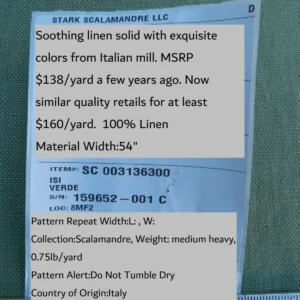 D
STARK SCALAMANDRE LLC
Soothing linen solid with exquisite
colors from Italian mill. MSRP
$138/yard a few years ago. Now
similar quality retails for at least
$160/yard. 100% Linen
Material Width:54"
ITEM#: SC 003136300
ISI
VERDE
S/N: 159652-001 C
LOC: 8MF2
Pattern Repeat Width:L: , W:
Collection:Scalamandre, Weight: medium heavy,
0.75lb/yard
Pattern Alert:Do Not Tumble Dry
Country of Origin:Italy